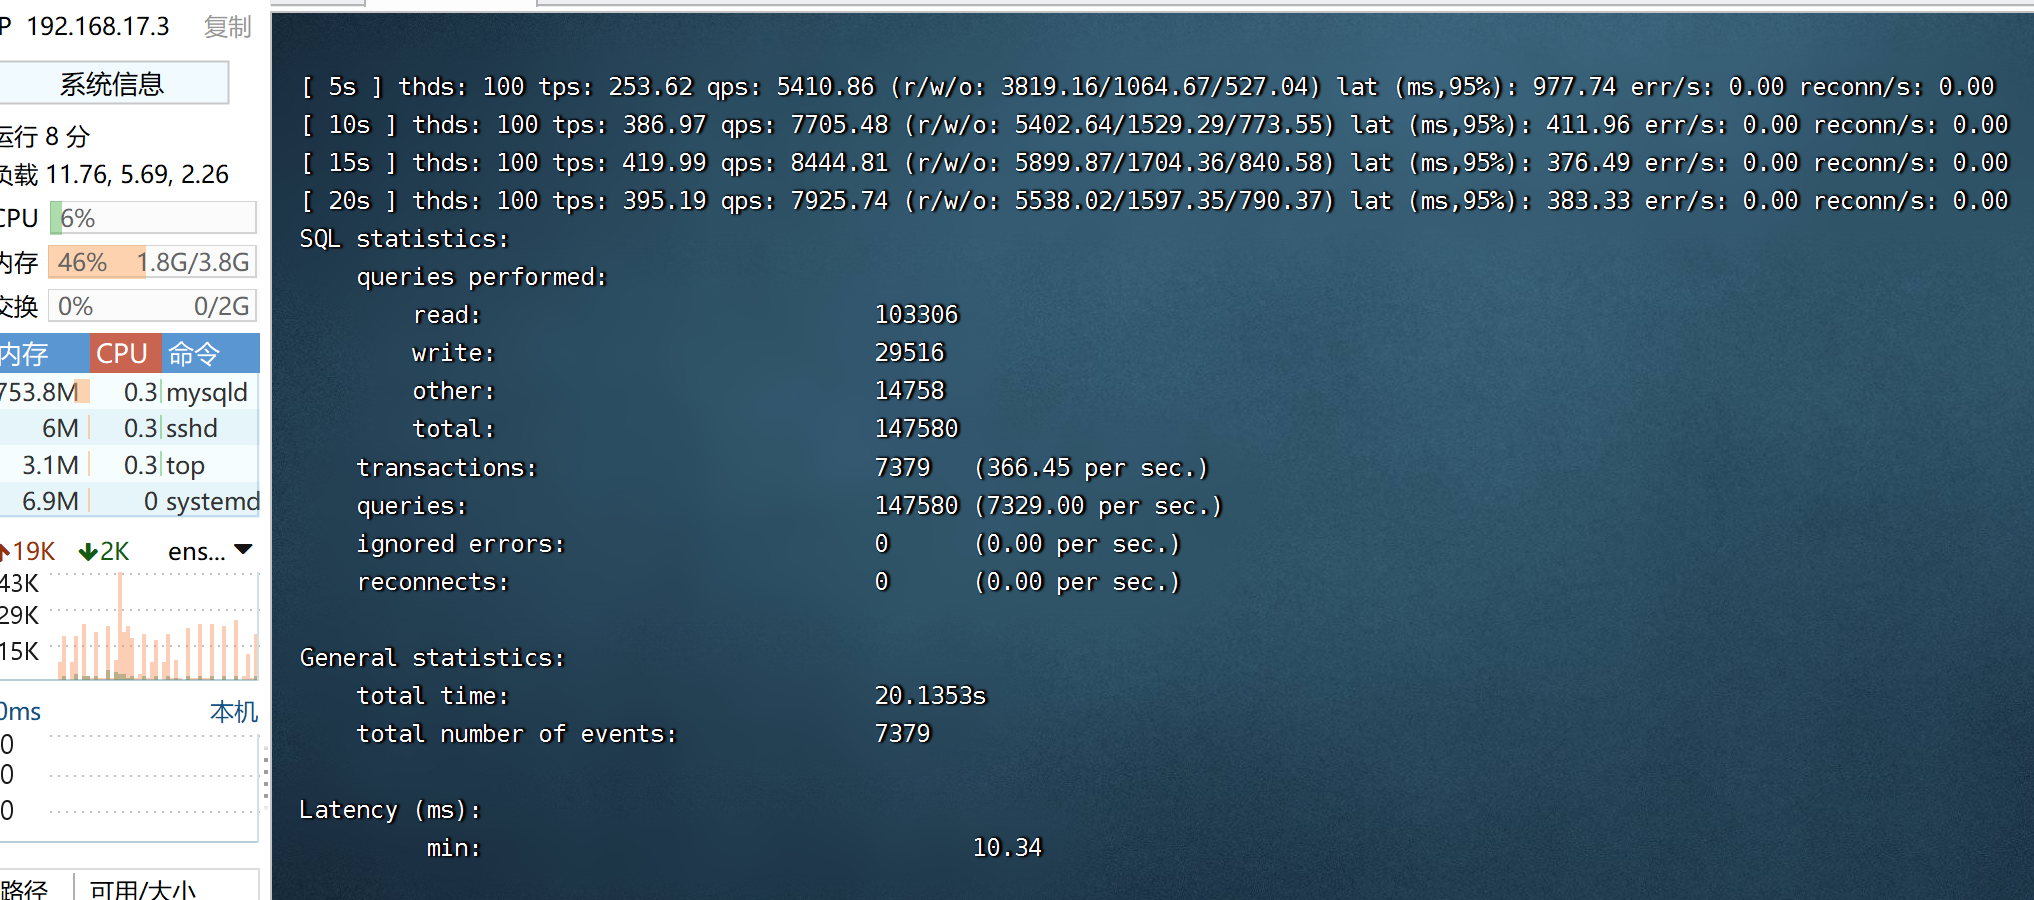 P 192.168.17.3 复制
系统信息
运行 8 分
负载 11.76, 5.69, 2.26
CPU 6%
内存 46% 1.8G/3.8G
交换 0% 0/2G
内存 CPU 命令
753.8M 0.3 mysqld
6M 0.3 sshd
3.1M 0.3 top
6.9M 0 systemd
↑19K ↓2K ens...
43K
29K
15K
0ms 本机
0
0
0
路径 可用/大小
[ 5s ] thds: 100 tps: 253.62 qps: 5410.86 (r/w/o: 3819.16/1064.67/527.04) lat (ms,95%): 977.74 err/s: 0.00 reconn/s: 0.00
[ 10s ] thds: 100 tps: 386.97 qps: 7705.48 (r/w/o: 5402.64/1529.29/773.55) lat (ms,95%): 411.96 err/s: 0.00 reconn/s: 0.00
[ 15s ] thds: 100 tps: 419.99 qps: 8444.81 (r/w/o: 5899.87/1704.36/840.58) lat (ms,95%): 376.49 err/s: 0.00 reconn/s: 0.00
[ 20s ] thds: 100 tps: 395.19 qps: 7925.74 (r/w/o: 5538.02/1597.35/790.37) lat (ms,95%): 383.33 err/s: 0.00 reconn/s: 0.00
SQL statistics:
queries performed:
read: 103306
write: 29516
other: 14758
total: 147580
transactions: 7379 (366.45 per sec.)
queries: 147580 (7329.00 per sec.)
ignored errors: 0 (0.00 per sec.)
reconnects: 0 (0.00 per sec.)
General statistics:
total time: 20.1353s
total number of events: 7379
Latency (ms):
min: 10.34